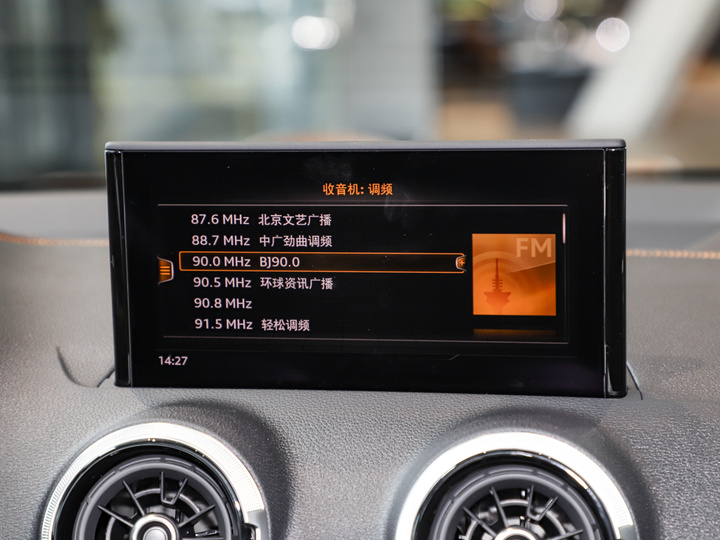 收音机: 调频
87.6 MHz 北京文艺广播
88.7 MHz 中广劲曲调频
90.0 MHz BJ90.0
90.5 MHz 环球资讯广播
90.8 MHz
91.5 MHz 轻松调频
FM
14:27